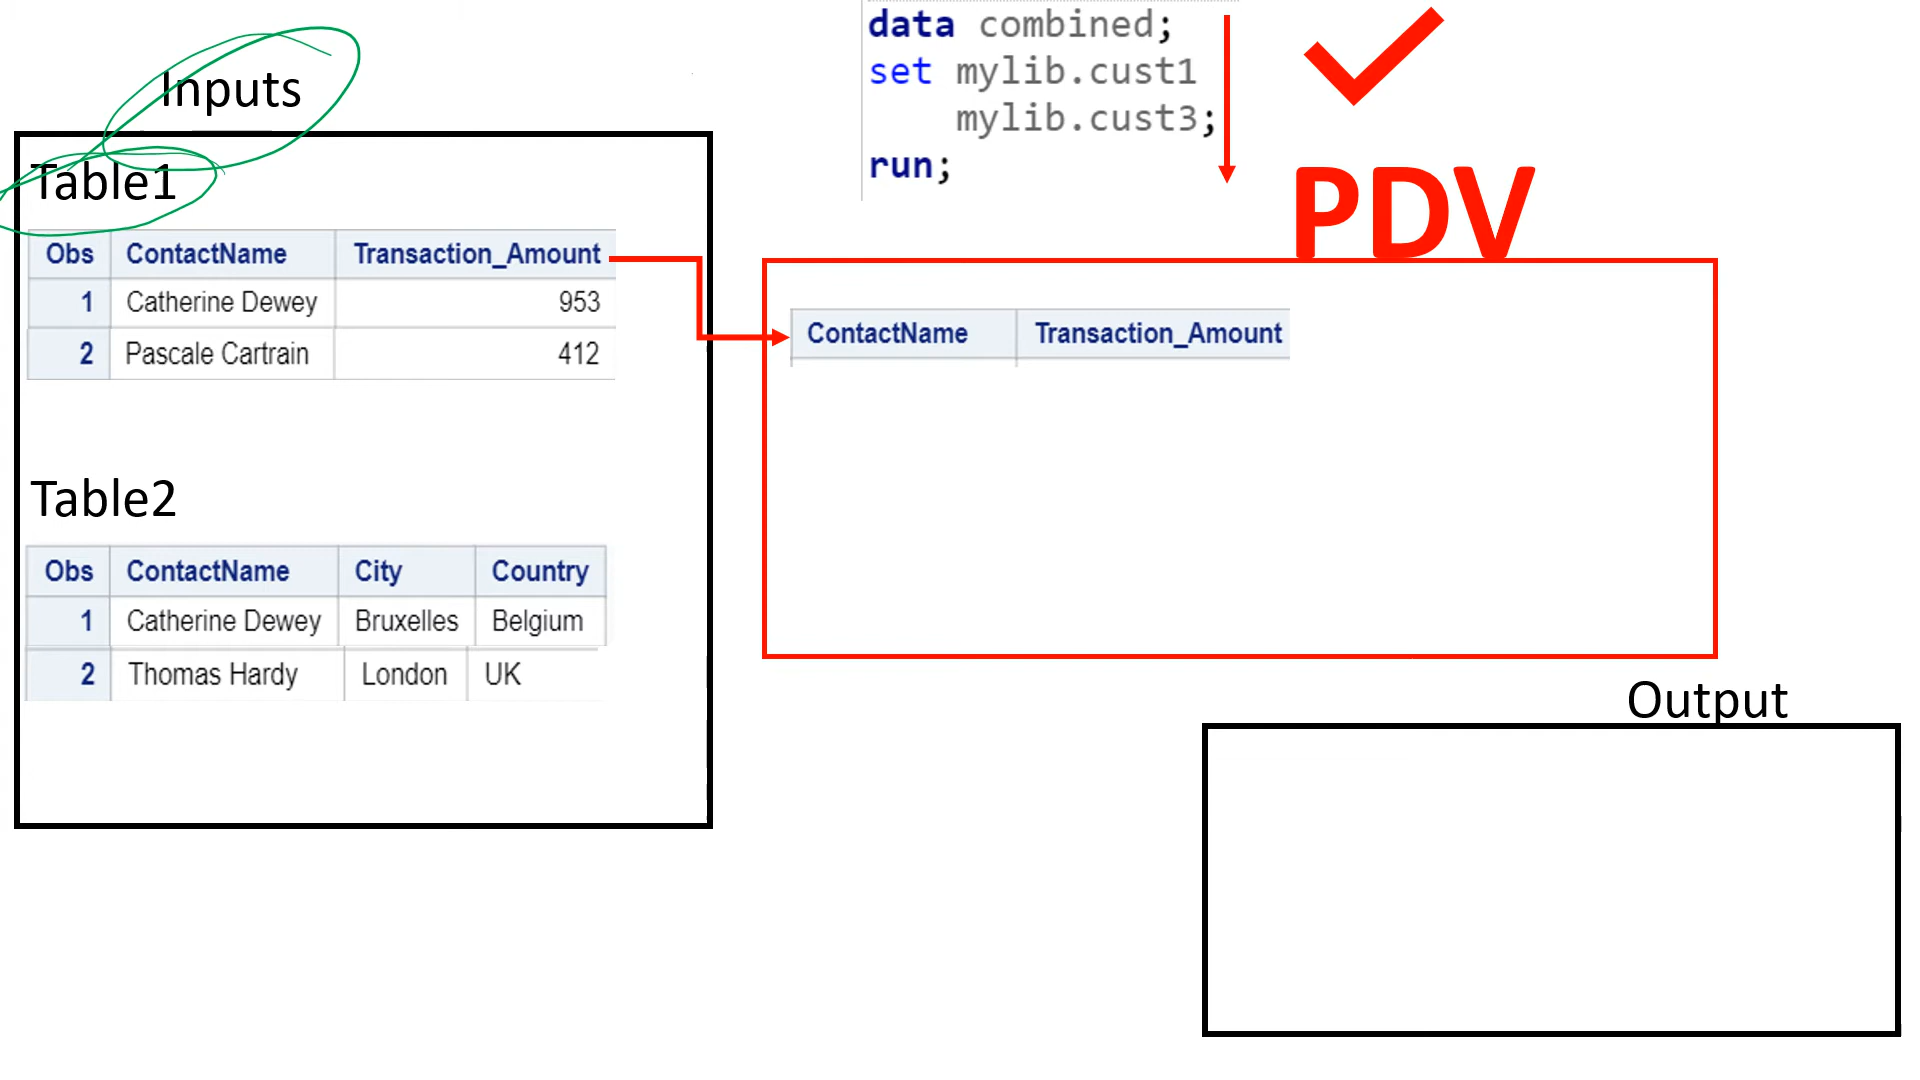 data combined;
set mylib.cust1
mylib.cust3;
run;
Inputs
Table1
Obs ContactName Transaction_Amount
1 Catherine Dewey 953
2 Pascale Cartrain 412
Table2
Obs ContactName City Country
1 Catherine Dewey Bruxelles Belgium
2 Thomas Hardy London UK
PDV
ContactName Transaction_Amount
Output